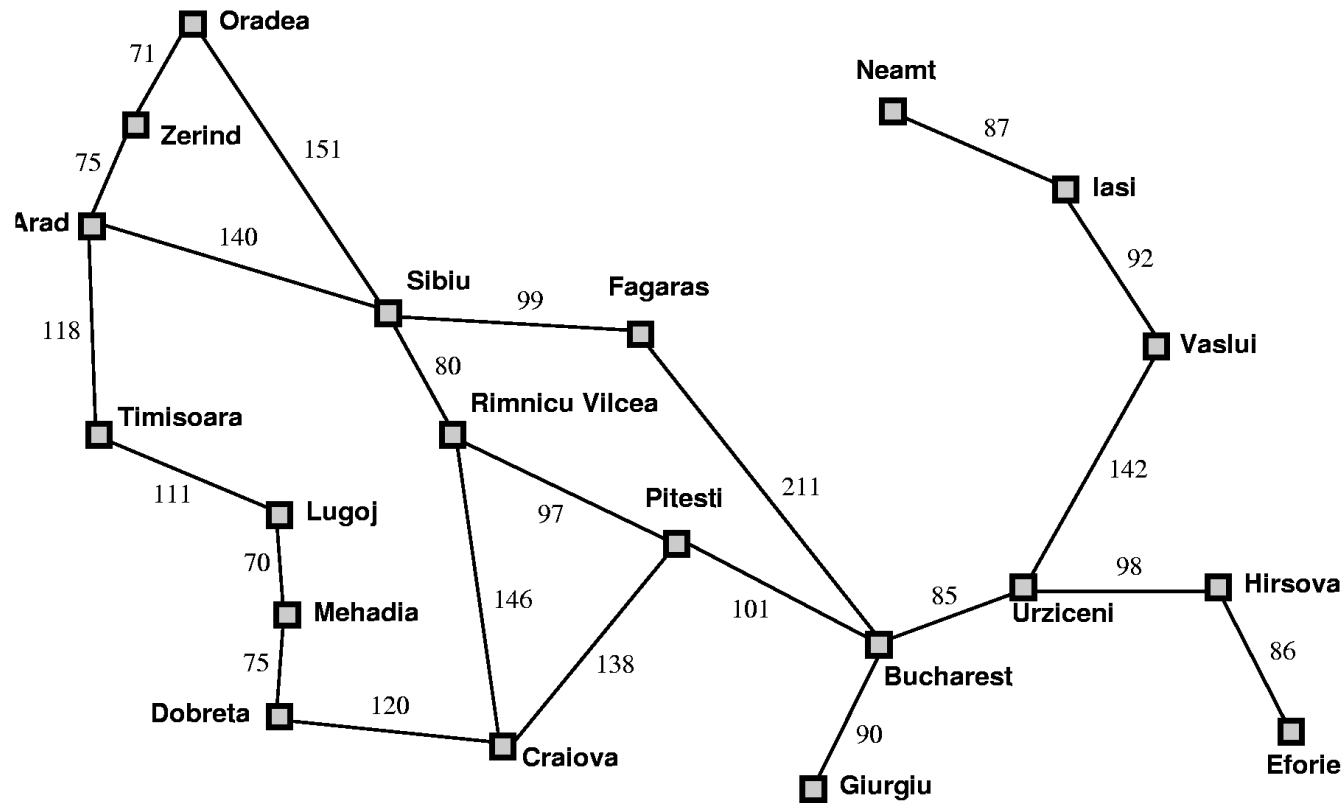 Oradea
71
Neamt
87
Zerind
151
75
Iasi
Arad
140
92
Sibiu
99
Fagaras
118
80
Vaslui
Timisoara
Rimnicu Vilcea
142
111
Lugoj
97
Pitesti
211
70
98
Hirsova
146
101
85
Mehadia
Urziceni
75
138
86
Bucharest
Dobreta
120
90
Craiova
Giurgiu
Eforie